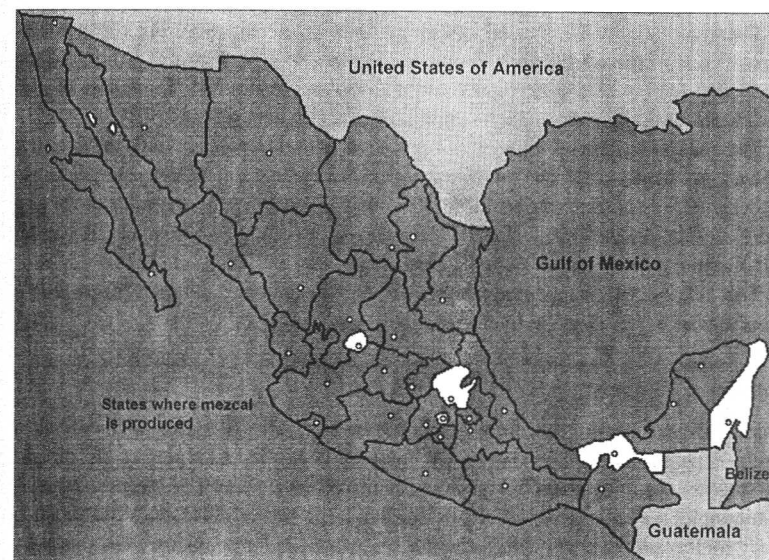 United States of America
Gulf of Mexico
States where mezcal
is produced
Belize
Guatemala